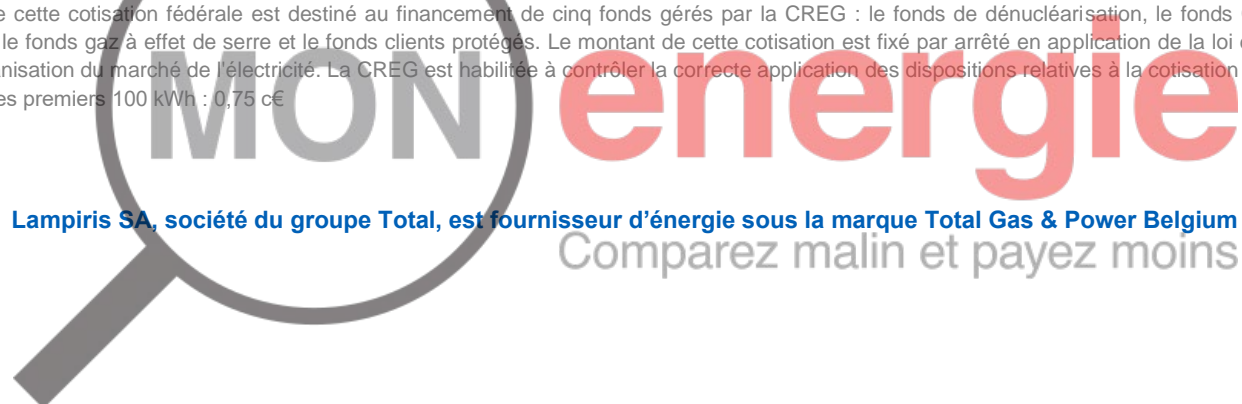 e cette cotisation fédérale est destiné au financement de cinq fonds gérés par la CREG : le fonds de dénucléarisation, le fonds
le fonds gaz à effet de serre et le fonds clients protégés. Le montant de cette cotisation est fixé par arrêté en application de la loi
anisation du marché de l'électricité. La CREG est habilitée à contrôler la correcte application des dispositions relatives à la cotisation
es premiers 100 kWh : 0,75 c€
MON energie
Lampiris SA, société du groupe Total, est fournisseur d'énergie sous la marque Total Gas & Power Belgium
Comparez malin et payez moins